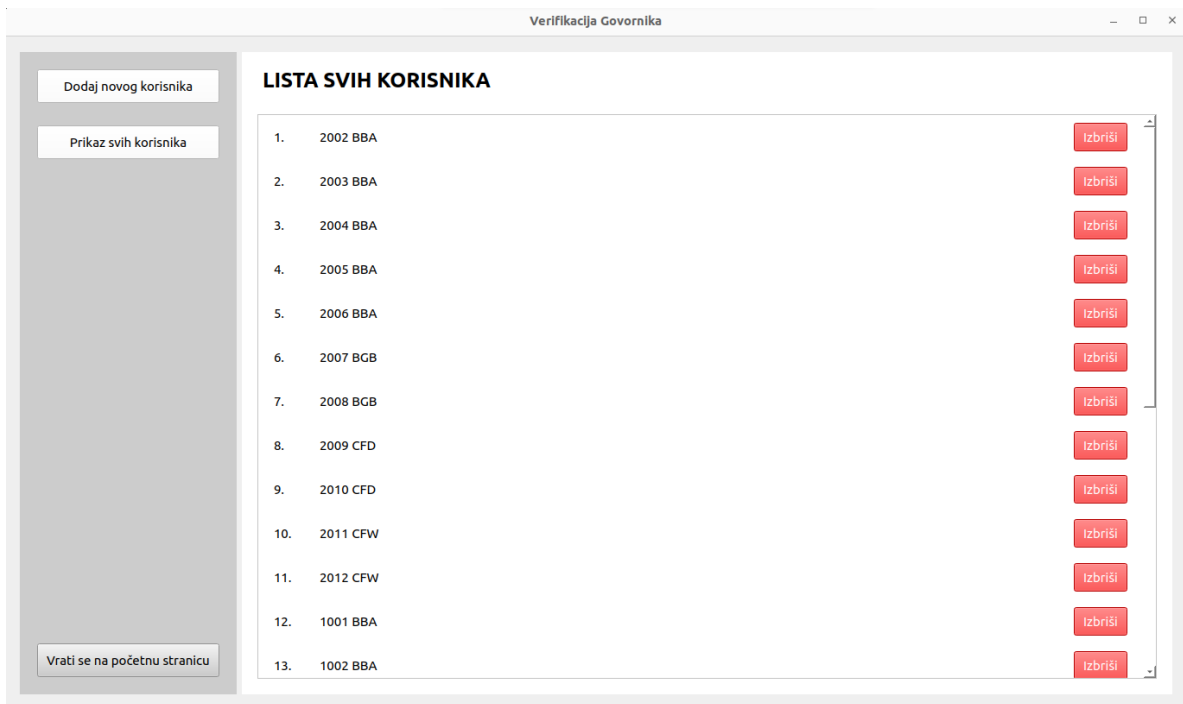 Verifikacija Govornika
Dodaj novog korisnika
Prikaz svih korisnika
Vrati se na početnu stranicu
LISTA SVIH KORISNIKA
1. 2002 BBA Izbriši
2. 2003 BBA Izbriši
3. 2004 BBA Izbriši
4. 2005 BBA Izbriši
5. 2006 BBA Izbriši
6. 2007 BGB Izbriši
7. 2008 BGB Izbriši
8. 2009 CFD Izbriši
9. 2010 CFD Izbriši
10. 2011 CFW Izbriši
11. 2012 CFW Izbriši
12. 1001 BBA Izbriši
13. 1002 BBA Izbriši